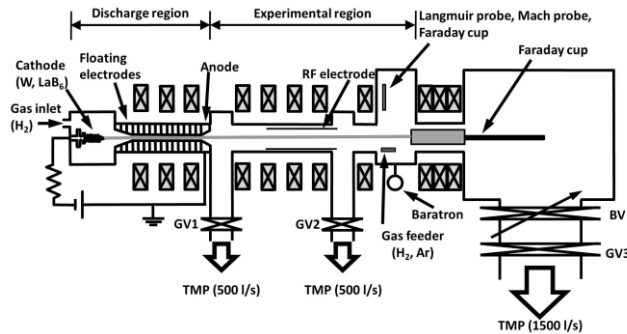 Discharge region
Experimental region
Langmuir probe, Mach probe,
Faraday cup
Cathode
(W, LaB6)
Floating
electrodes
Anode
RF electrode
Faraday cup
Gas inlet
(H2)
Baratron
GV1
GV2
Gas feeder
(H2, Ar)
BV
GV3
TMP (500 l/s)
TMP (500 l/s)
TMP (1500 l/s)